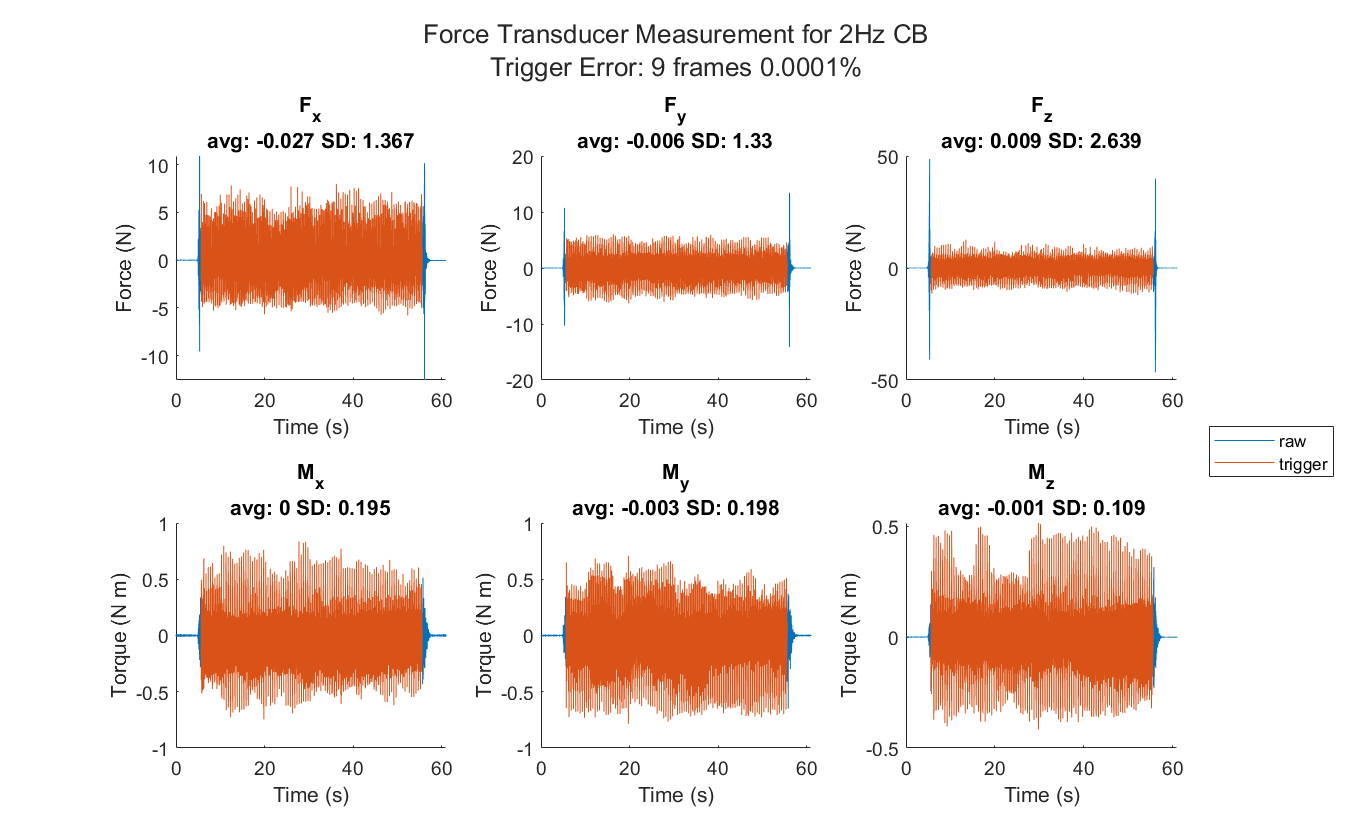 Force Transducer Measurement for 2Hz CB
Trigger Error: 9 frames 0.0001%
Fx
avg: -0.027 SD: 1.367
10
5
0
-5
-10
Force (N)
0 20 40 60
Time (s)
Fy
avg: -0.006 SD: 1.33
20
10
0
-10
-20
Force (N)
0 20 40 60
Time (s)
Fz
avg: 0.009 SD: 2.639
50
0
-50
Force (N)
0 20 40 60
Time (s)
raw
trigger
Mx
avg: 0 SD: 0.195
1
0.5
0
-0.5
-1
Torque (N m)
0 20 40 60
Time (s)
My
avg: -0.003 SD: 0.198
1
0.5
0
-0.5
-1
Torque (N m)
0 20 40 60
Time (s)
Mz
avg: -0.001 SD: 0.109
0.5
0
-0.5
Torque (N m)
0 20 40 60
Time (s)